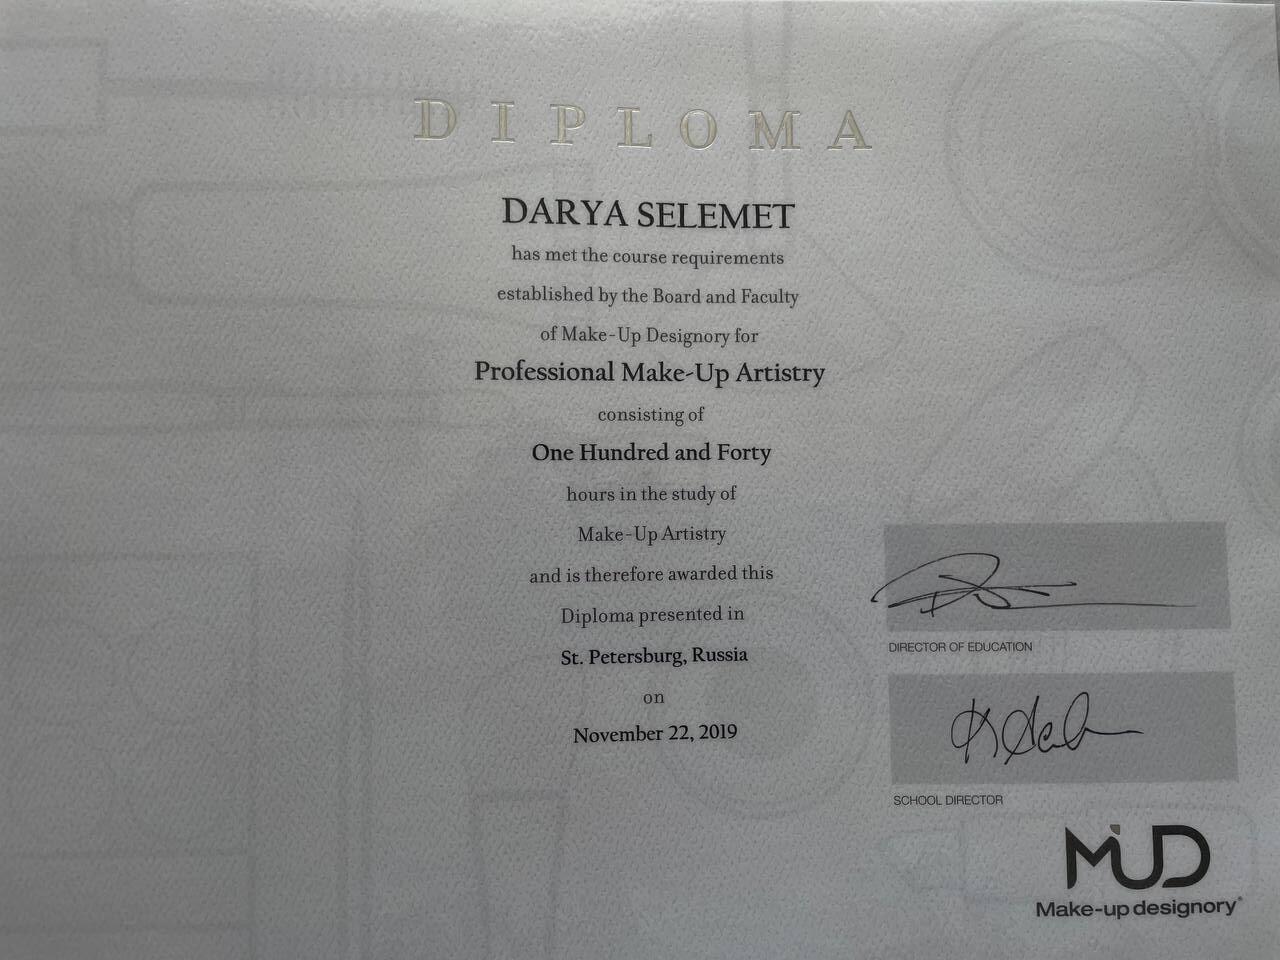 DIPLOMA
DARYA SELEMET
has met the course requirements
established by the Board and Faculty
of Make-Up Designory for
Professional Make-Up Artistry
consisting of
One Hundred and Forty
hours in the study of
Make-Up Artistry
and is therefore awarded this
Diploma presented in
St. Petersburg, Russia
on
November 22, 2019
DIRECTOR OF EDUCATION
SCHOOL DIRECTOR
MUD
Make-up designory®